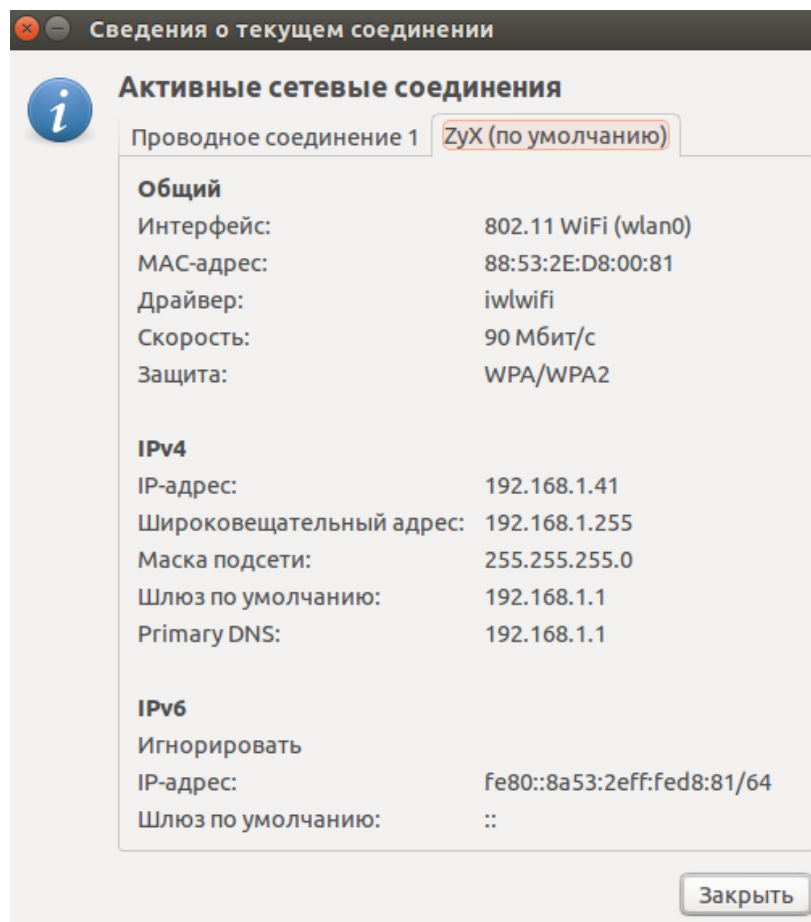 Сведения о текущем соединении
Активные сетевые соединения
Проводное соединение 1 ZyX (по умолчанию)
Общий
Интерфейс: 802.11 WiFi (wlan0)
MAC-адрес: 88:53:2E:D8:00:81
Драйвер: iwlwifi
Скорость: 90 Мбит/с
Защита: WPA/WPA2
IPv4
IP-адрес: 192.168.1.41
Широковещательный адрес: 192.168.1.255
Маска подсети: 255.255.255.0
Шлюз по умолчанию: 192.168.1.1
Primary DNS: 192.168.1.1
IPv6
Игнорировать
IP-адрес: fe80::8a53:2eff:fed8:81/64
Шлюз по умолчанию: ::
Закрыть